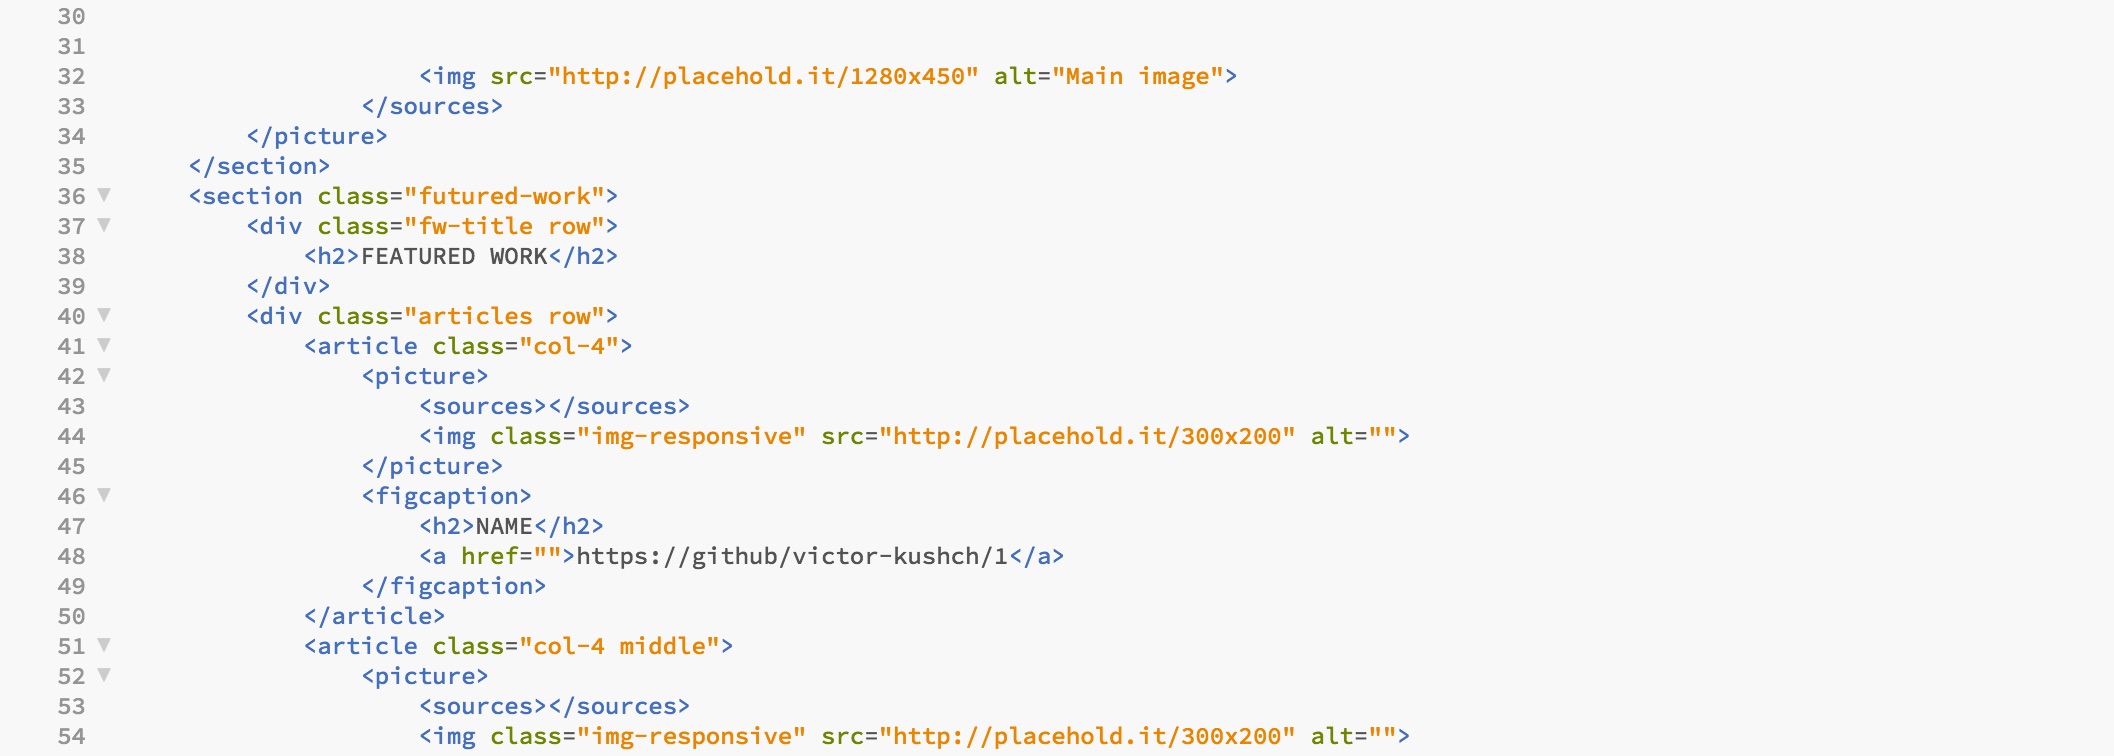 30
31
32 <img src="http://placehold.it/1280x450" alt="Main image">
33 </sources>
34 </picture>
35 </section>
36 <section class="futured-work">
37 <div class="fw-title row">
38 <h2>FEATURED WORK</h2>
39 </div>
40 <div class="articles row">
41 <article class="col-4">
42 <picture>
43 <sources></sources>
44 <img class="img-responsive" src="http://placehold.it/300x200" alt="">
45 </picture>
46 <figcaption>
47 <h2>NAME</h2>
48 <a href="">https://github/victor-kushch/1</a>
49 </figcaption>
50 </article>
51 <article class="col-4 middle">
52 <picture>
53 <sources></sources>
54 <img class="img-responsive" src="http://placehold.it/300x200" alt="">